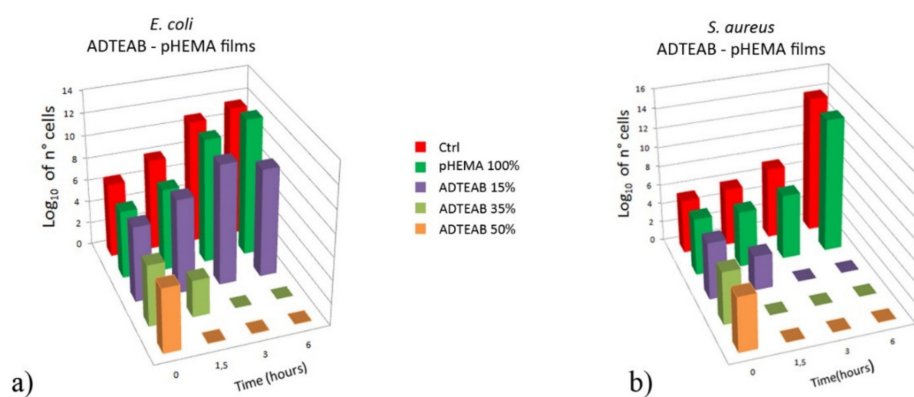 E. coli
ADTEAB - pHEMA films
Log10 of n° cells
14
12
10
8
6
4
2
0
0
1,5
3
6
Time (hours)
a)
Ctrl
pHEMA 100%
ADTEAB 15%
ADTEAB 35%
ADTEAB 50%
S. aureus
ADTEAB - pHEMA films
Log10 of n° cells
16
14
12
10
8
6
4
2
0
0
1,5
3
6
Time(hours)
b)